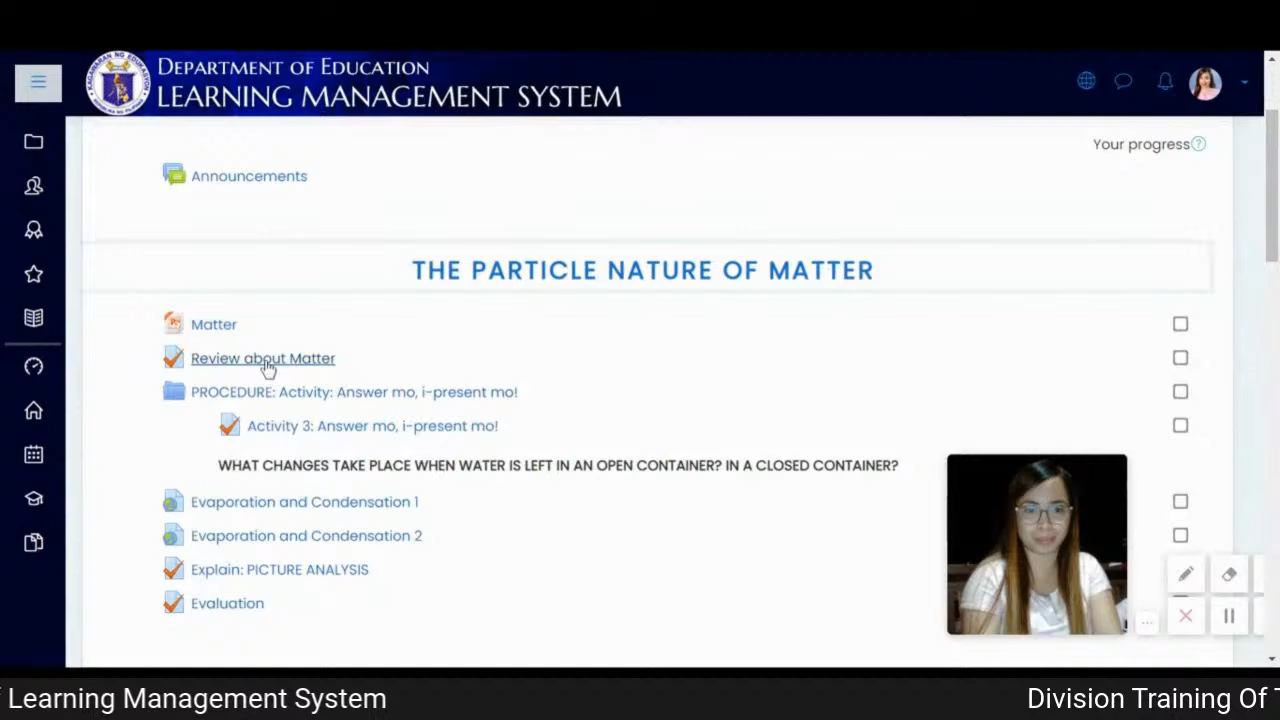 DEPARTMENT OF EDUCATION
LEARNING MANAGEMENT SYSTEM
Your progress
Announcements
THE PARTICLE NATURE OF MATTER
Matter
Review about Matter
PROCEDURE: Activity: Answer mo, i-present mo!
Activity 3: Answer mo, i-present mo!
WHAT CHANGES TAKE PLACE WHEN WATER IS LEFT IN AN OPEN CONTAINER? IN A CLOSED CONTAINER?
Evaporation and Condensation 1
Evaporation and Condensation 2
Explain: PICTURE ANALYSIS
Evaluation
Learning Management System
Division Training Of